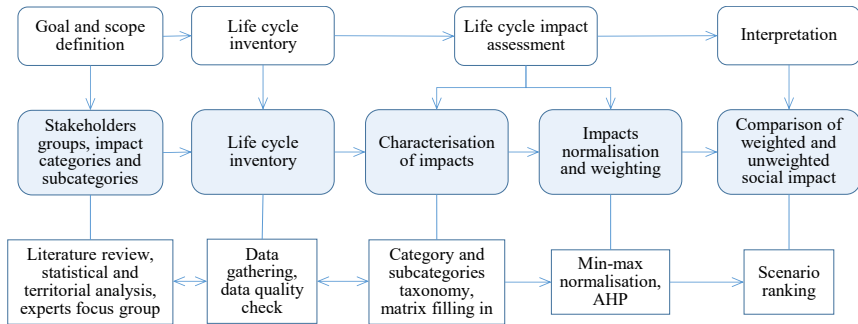 Goal and scope
definition
Life cycle
inventory
Life cycle impact
assessment
Interpretation
Stakeholders
groups, impact
categories and
subcategories
Life cycle
inventory
Characterisation
of impacts
Impacts
normalisation
and weighting
Comparison of
weighted and
unweighted
social impact
Literature review,
statistical and
territorial analysis,
experts focus group
Data
gathering,
data quality
check
Category and
subcategories
taxonomy,
matrix filling in
Min-max
normalisation,
AHP
Scenario
ranking